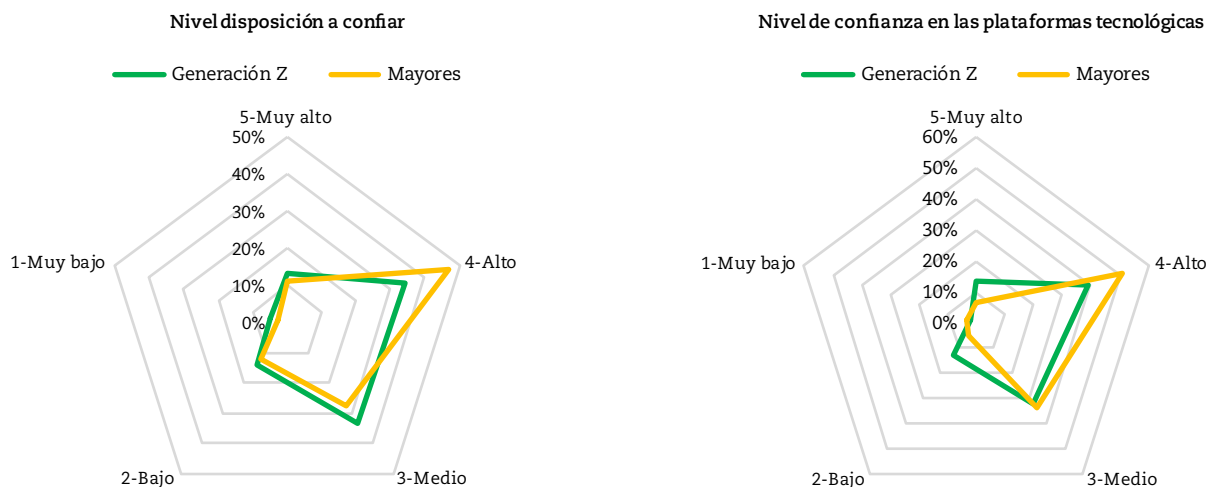 Nivel disposición a confiar
Generación Z
Mayores
5-Muy alto
50%
40%
30%
20%
10%
0%
4-Alto
3-Medio
2-Bajo
1-Muy bajo
Nivel de confianza en las plataformas tecnológicas
Generación Z
Mayores
5-Muy alto
60%
50%
40%
30%
20%
10%
0%
4-Alto
3-Medio
2-Bajo
1-Muy bajo